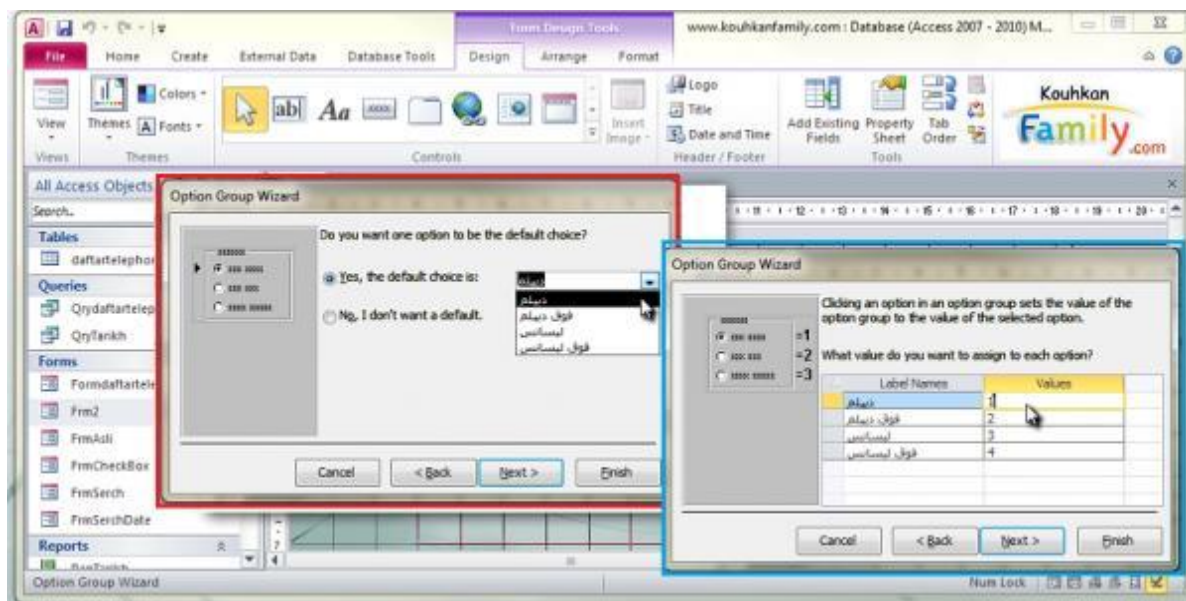 www.kouhkanfamily.com : Database (Access 2007 - 2010) M...
Form Design Tools
File Home Create External Data Database Tools Design Arrange Format
View
Themes
Colors
Fonts
Insert Image
Logo
Title
Date and Time
Add Existing Fields
Property Sheet
Tab Order
Kouhkan
Family.com
Views Themes Controls Header / Footer Tools
All Access Objects
Search..
Tables
daftartelephon
Queries
Qrydaftartelep
QryTarikh
Forms
Formdaftartele
Frm2
FrmAsli
FrmCheckBox
FrmSerch
FrmSerchDate
Reports
Option Group Wizard
Do you want one option to be the default choice?
Yes, the default choice is:
دیپلم
No, I don't want a default.
دیپلم
فوق دیپلم
لیسانس
فوق لیسانس
Cancel < Back Next > Finish
Option Group Wizard
Clicking an option in an option group sets the value of the
option group to the value of the selected option.
=1
=2
=3
What value do you want to assign to each option?
Label Names Values
دیپلم 1
فوق دیپلم 2
لیسانس 3
فوق لیسانس 4
Cancel < Back Next > Finish
Option Group Wizard
Num Lock